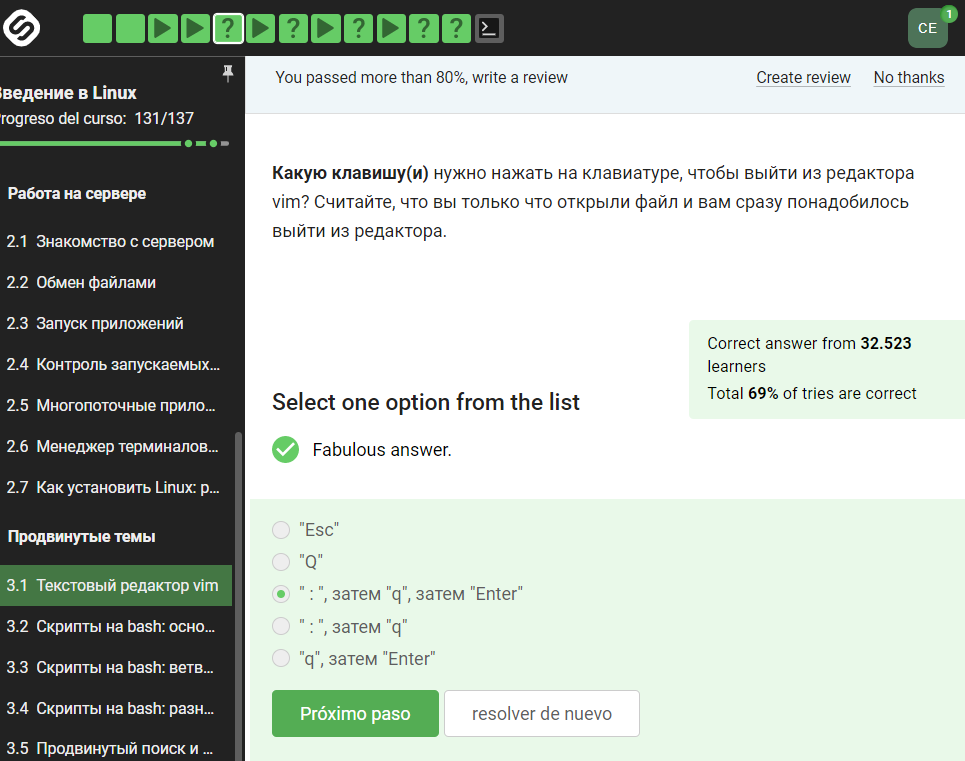 CE
1
You passed more than 80%, write a review
Create review
No thanks
Введение в Linux
Progreso del curso: 131/137
Работа на сервере
2.1 Знакомство с сервером
2.2 Обмен файлами
2.3 Запуск приложений
2.4 Контроль запускаемых...
2.5 Многопоточные прило...
2.6 Менеджер терминалов...
2.7 Как установить Linux: р...
Продвинутые темы
3.1 Текстовый редактор vim
3.2 Скрипты на bash: осно...
3.3 Скрипты на bash: ветв...
3.4 Скрипты на bash: разн...
3.5 Продвинутый поиск и ...
Какую клавишу(и) нужно нажать на клавиатуре, чтобы выйти из редактора
vim? Считайте, что вы только что открыли файл и вам сразу понадобилось
выйти из редактора.
Correct answer from 32.523
learners
Total 69% of tries are correct
Select one option from the list
Fabulous answer.
"Esc"
"Q"
" : ", затем "q", затем "Enter"
" : ", затем "q"
"q", затем "Enter"
Próximo paso
resolver de nuevo